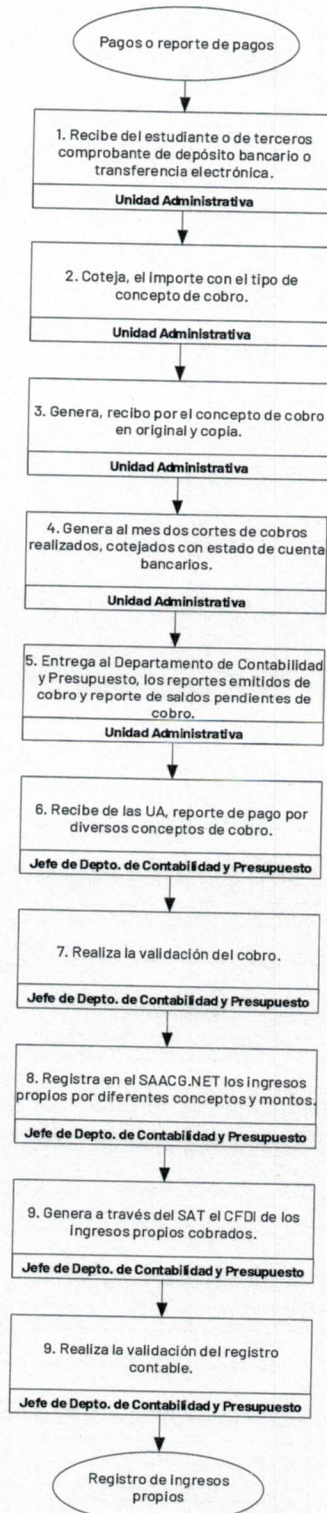 Pagos o reporte de pagos
1. Recibe del estudiante o de terceros
comprobante de depósito bancario o
transferencia electrónica.
Unidad Administrativa
2. Coteja, el importe con el tipo de
concepto de cobro.
Unidad Administrativa
3. Genera, recibo por el concepto de cobro
en original y copia.
Unidad Administrativa
4. Genera al mes dos cortes de cobros
realizados, cotejados con estado de cuenta
bancarios.
Unidad Administrativa
5. Entrega al Departamento de Contabilidad
y Presupuesto, los reportes emitidos de
cobro y reporte de saldos pendientes de
cobro.
Unidad Administrativa
6. Recibe de las UA, reporte de pago por
diversos conceptos de cobro.
Jefe de Depto. de Contabilidad y Presupuesto
7. Realiza la validación del cobro.
Jefe de Depto. de Contabilidad y Presupuesto
8. Registra en el SAACG.NET los ingresos
propios por diferentes conceptos y montos.
Jefe de Depto. de Contabilidad y Presupuesto
9. Genera a través del SAT el CFDI de los
ingresos propios cobrados.
Jefe de Depto. de Contabilidad y Presupuesto
9. Realiza la validación del registro
contable.
Jefe de Depto. de Contabilidad y Presupuesto
Registro de ingresos
propios